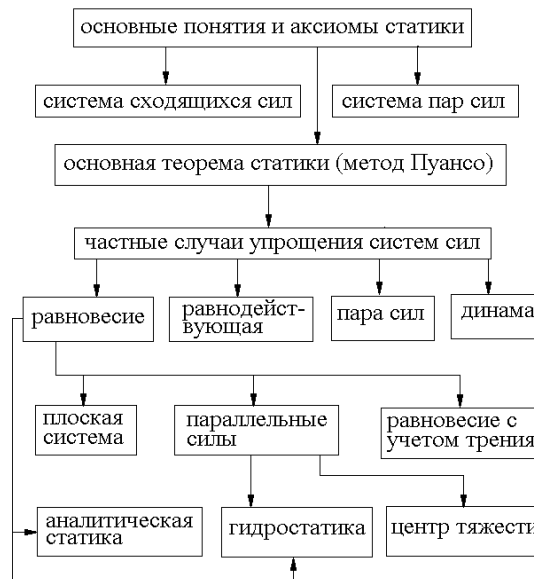 основные понятия и аксиомы статики
система сходящихся сил
система пар сил
основная теорема статики (метод Пуансо)
частные случаи упрощения систем сил
равновесие
равнодейст-
вующая
пара сил
динама
плоская
система
параллельные
силы
равновесие с
учетом трения
аналитическая
статика
гидростатика
центр тяжести